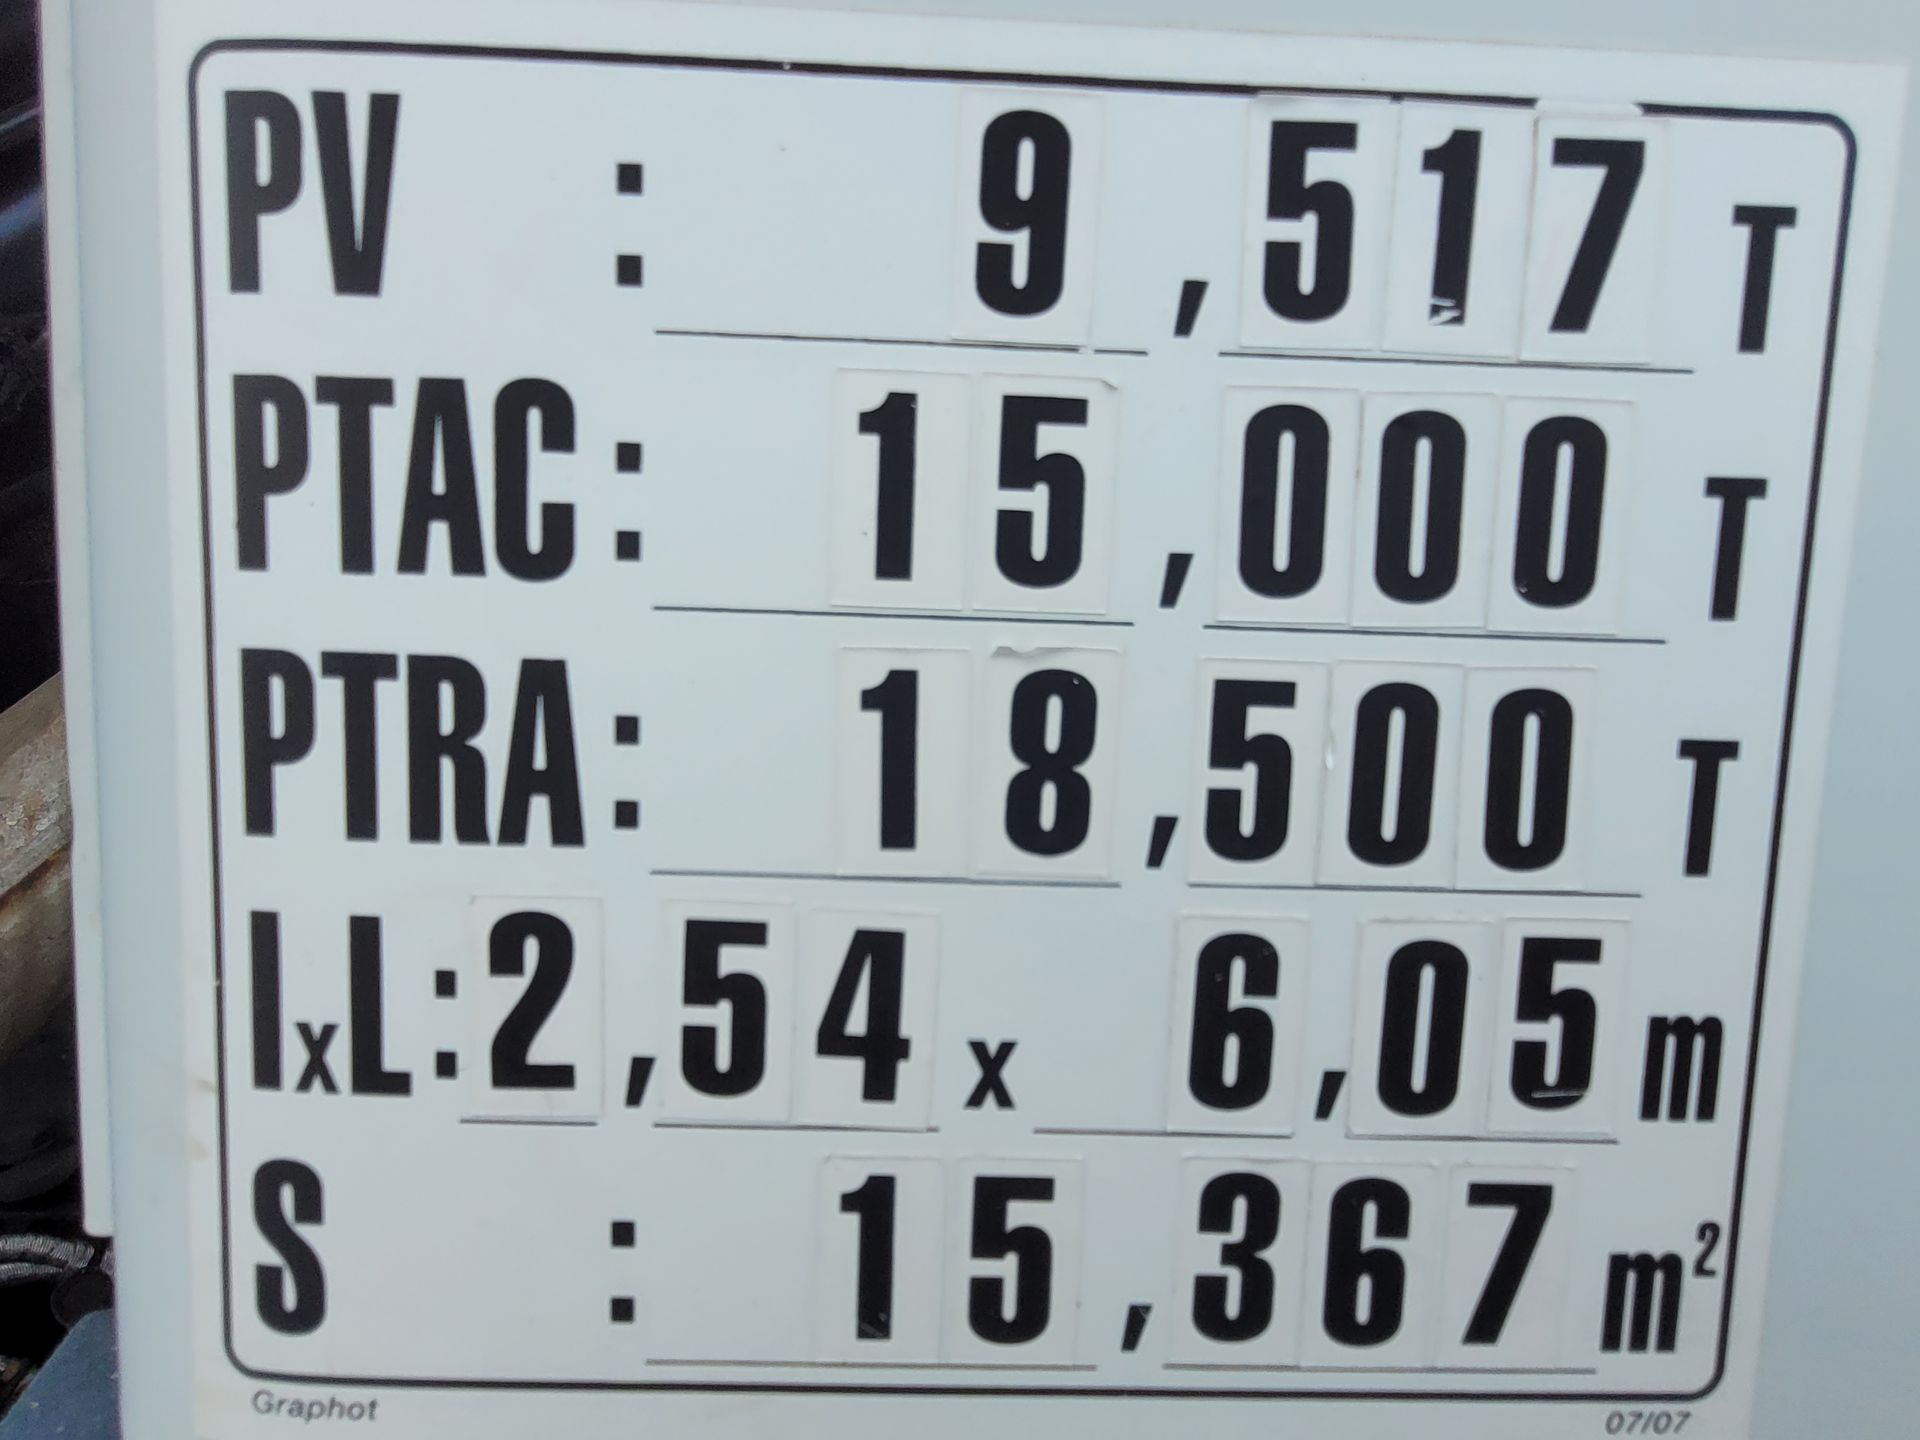 PV : 9,517 T
PTAC : 15,000 T
PTRA : 18,500 T
lxL : 2,54 x 6,05 m
S : 15,367 m²
Graphot 07/07